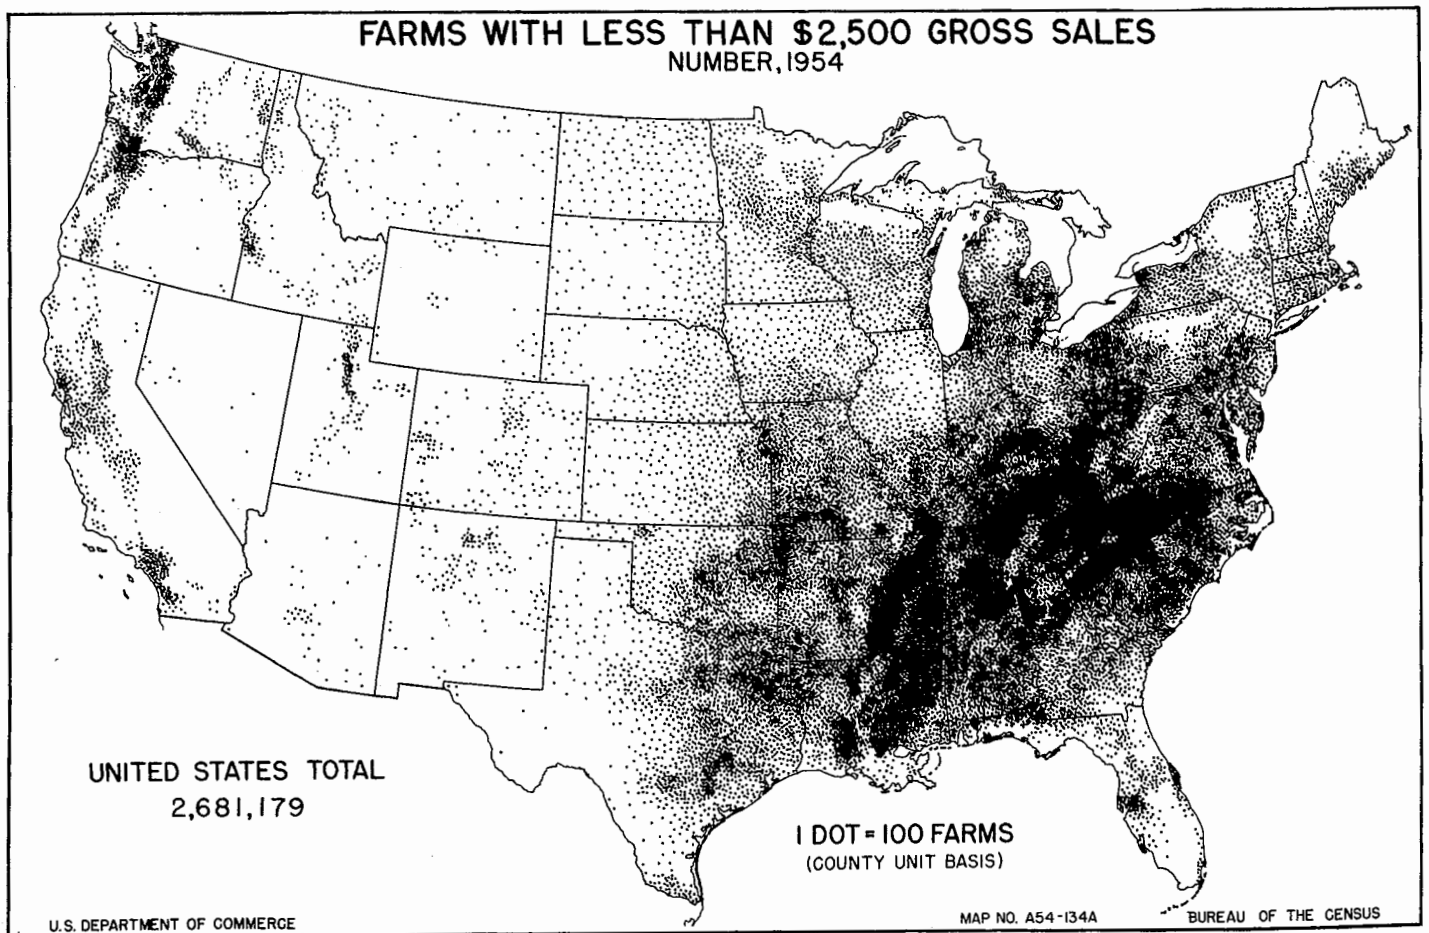 FARMS WITH LESS THAN $2,500 GROSS SALES
NUMBER, 1954
UNITED STATES TOTAL
2,681,179
1 DOT = 100 FARMS
(COUNTY UNIT BASIS)
U.S. DEPARTMENT OF COMMERCE
MAP NO. A54-134A
BUREAU OF THE CENSUS